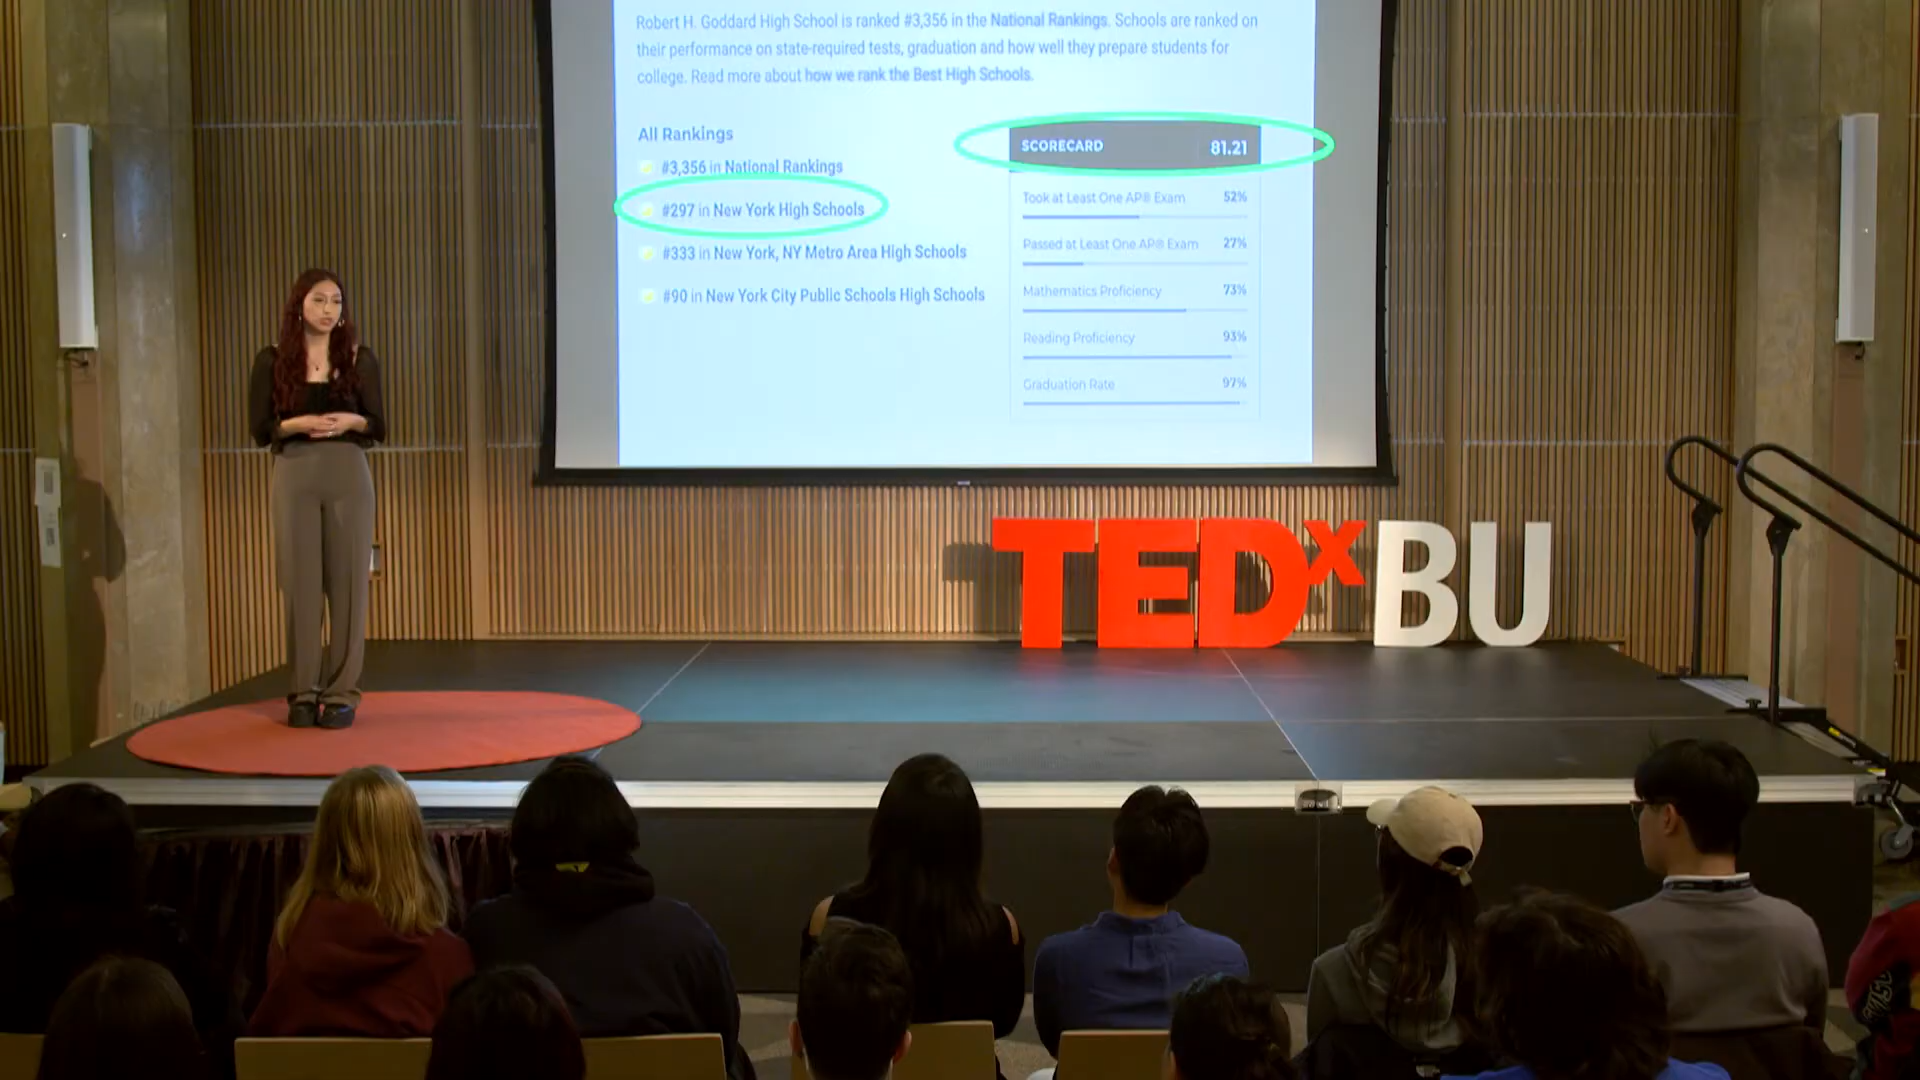 Robert H. Goddard High School is ranked #3,356 in the National Rankings. Schools are ranked on
their performance on state-required tests, graduation and how well they prepare students for
college. Read more about how we rank the Best High Schools.
All Rankings
#3,356 in National Rankings
#297 in New York High Schools
#333 in New York, NY Metro Area High Schools
#90 in New York City Public Schools High Schools
SCORECARD 81.21
Took at Least One AP® Exam 52%
Passed at Least One AP® Exam 27%
Mathematics Proficiency 73%
Reading Proficiency 93%
Graduation Rate 97%
TEDxBU